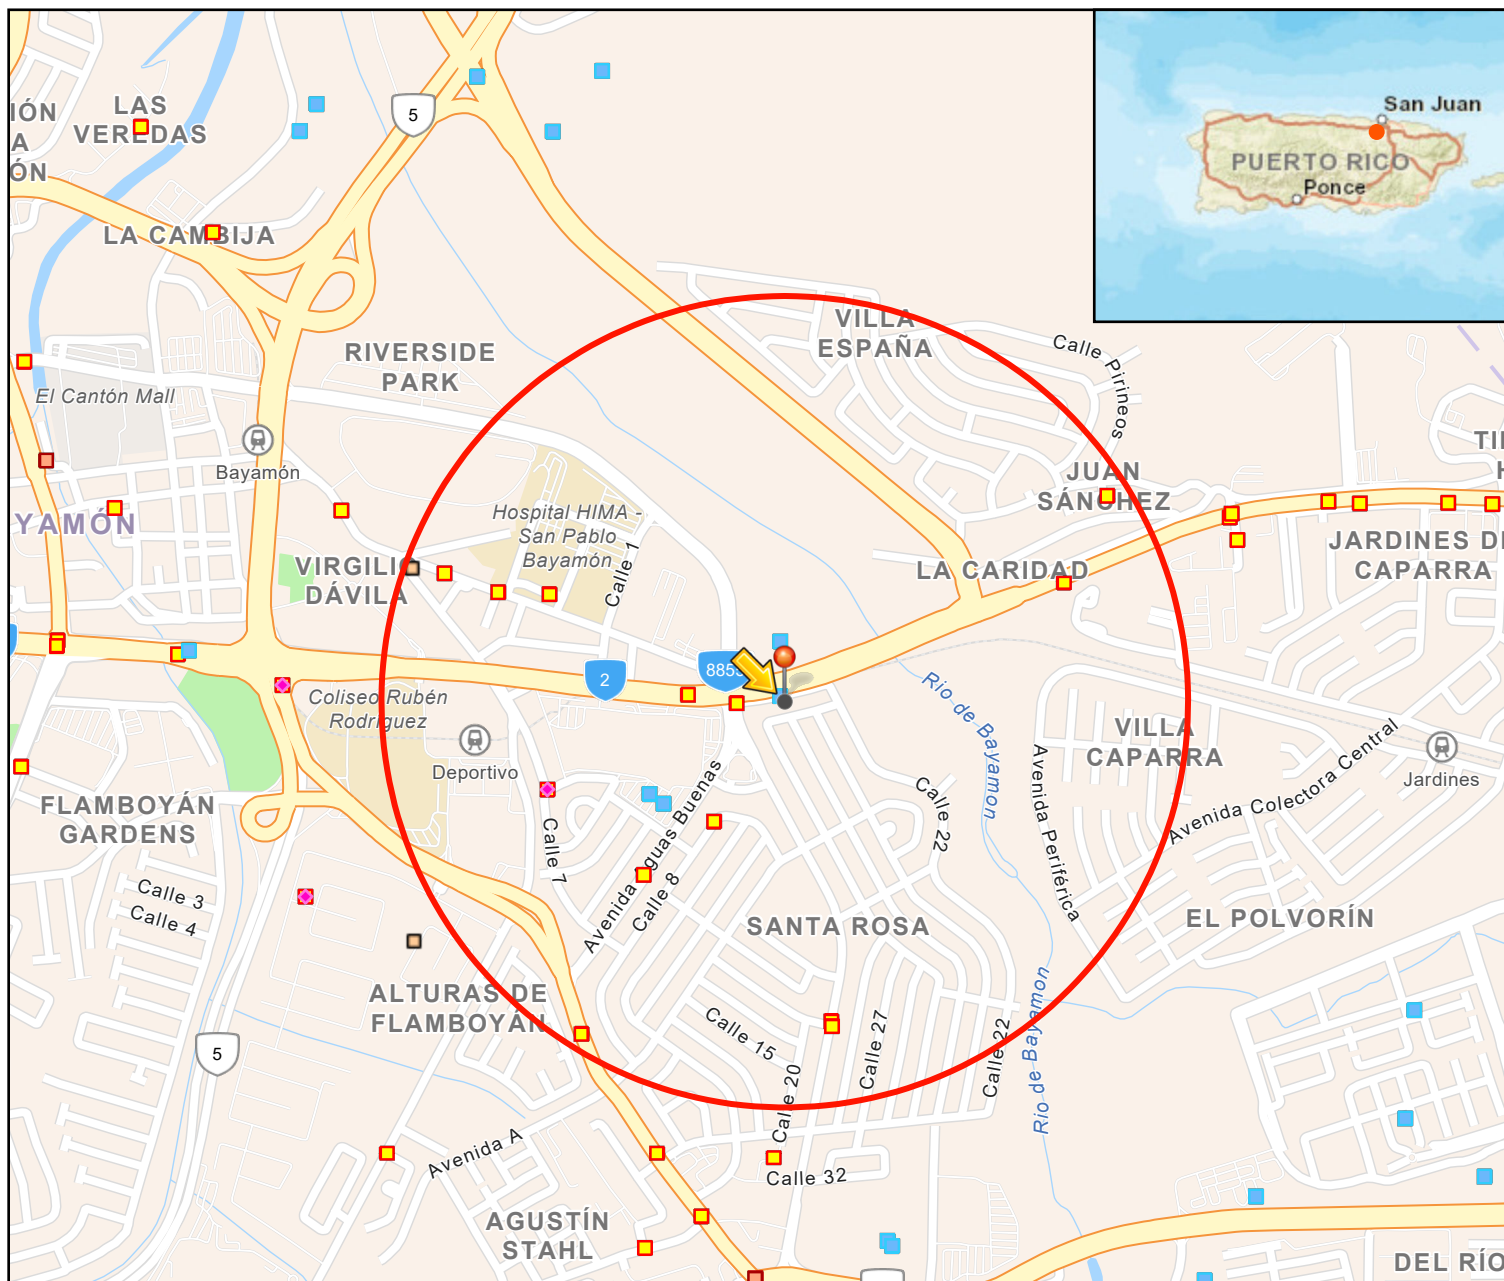 San Juan
PUERTO RICO
Ponce
5
LAS
VEREDAS
IÓN
A
ÓN
LA CAMBIJA
VILLA
ESPAÑA
RIVERSIDE
PARK
Calle Pirineos
El Cantón Mall
Bayamón
JUAN
SÁNCHEZ
Hospital HIMA -
San Pablo
Bayamón
YAMÓN
JARDINES DE
CAPARRA
VIRGILIO
DÁVILA
Calle 1
LA CARIDAD
2
Coliseo Rubén
Rodríguez
Rio de Bayamon
VILLA
CAPARRA
Deportivo
Jardines
Avenida Colectora Central
Avenida Periférica
FLAMBOYÁN
GARDENS
Calle 7
Avenida Aguas Buenas
Calle 8
Calle 22
Calle 3
Calle 4
SANTA ROSA
EL POLVORÍN
ALTURAS DE
FLAMBOYÁN
Calle 15
Calle 27
Calle 22
Rio de Bayamon
5
Calle 20
Avenida A
Calle 32
AGUSTÍN
STAHL
DEL RÍO